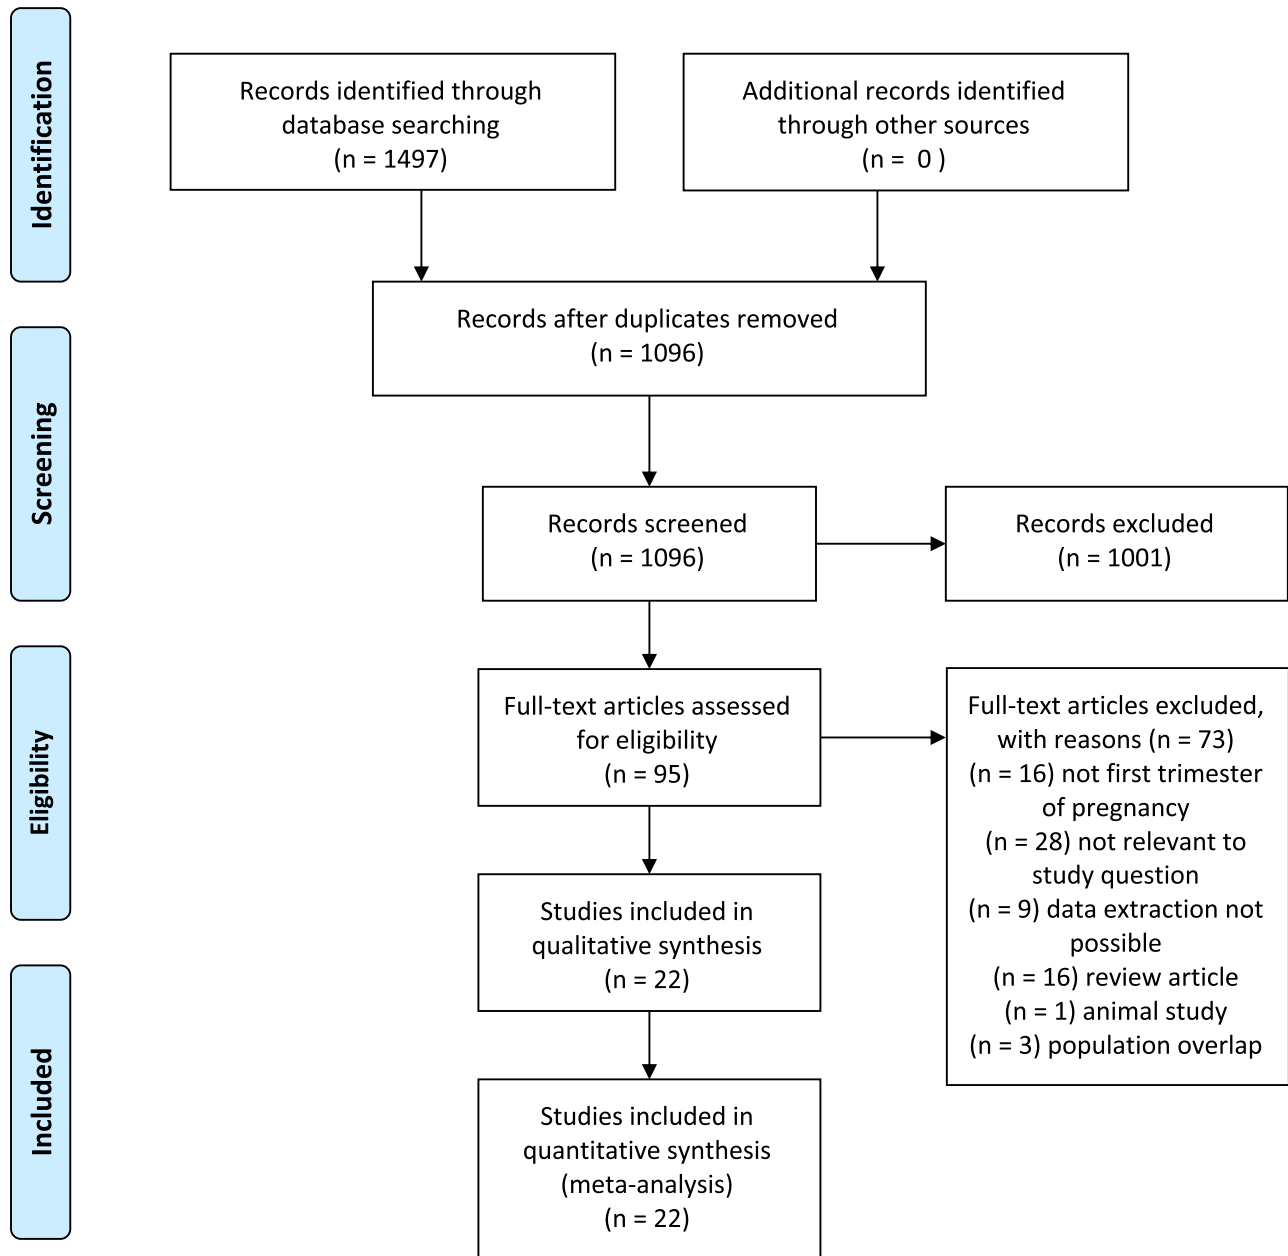 Identification
Records identified through
database searching
(n = 1497)
Additional records identified
through other sources
(n =  0 )
Records after duplicates removed
(n = 1096)
Screening
Records screened
(n = 1096)
Records excluded
(n = 1001)
Eligibility
Full-text articles assessed
for eligibility
(n = 95)
Full-text articles excluded,
with reasons (n = 73)
(n = 16) not first trimester
of pregnancy
(n = 28) not relevant to
study question
(n = 9) data extraction not
possible
(n = 16) review article
(n = 1) animal study
(n = 3) population overlap
Studies included in
qualitative synthesis
(n = 22)
Included
Studies included in
quantitative synthesis
(meta-analysis)
(n = 22)